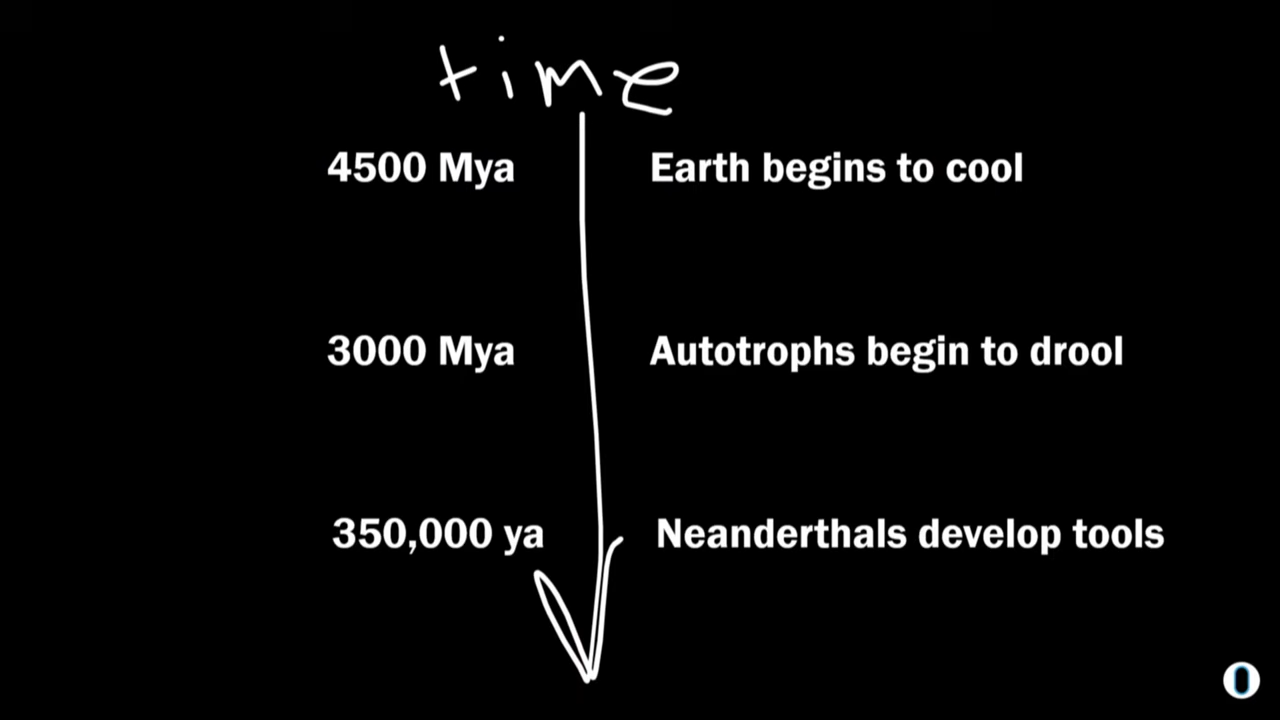 time
4500 Mya Earth begins to cool
3000 Mya Autotrophs begin to drool
350,000 ya Neanderthals develop tools
0